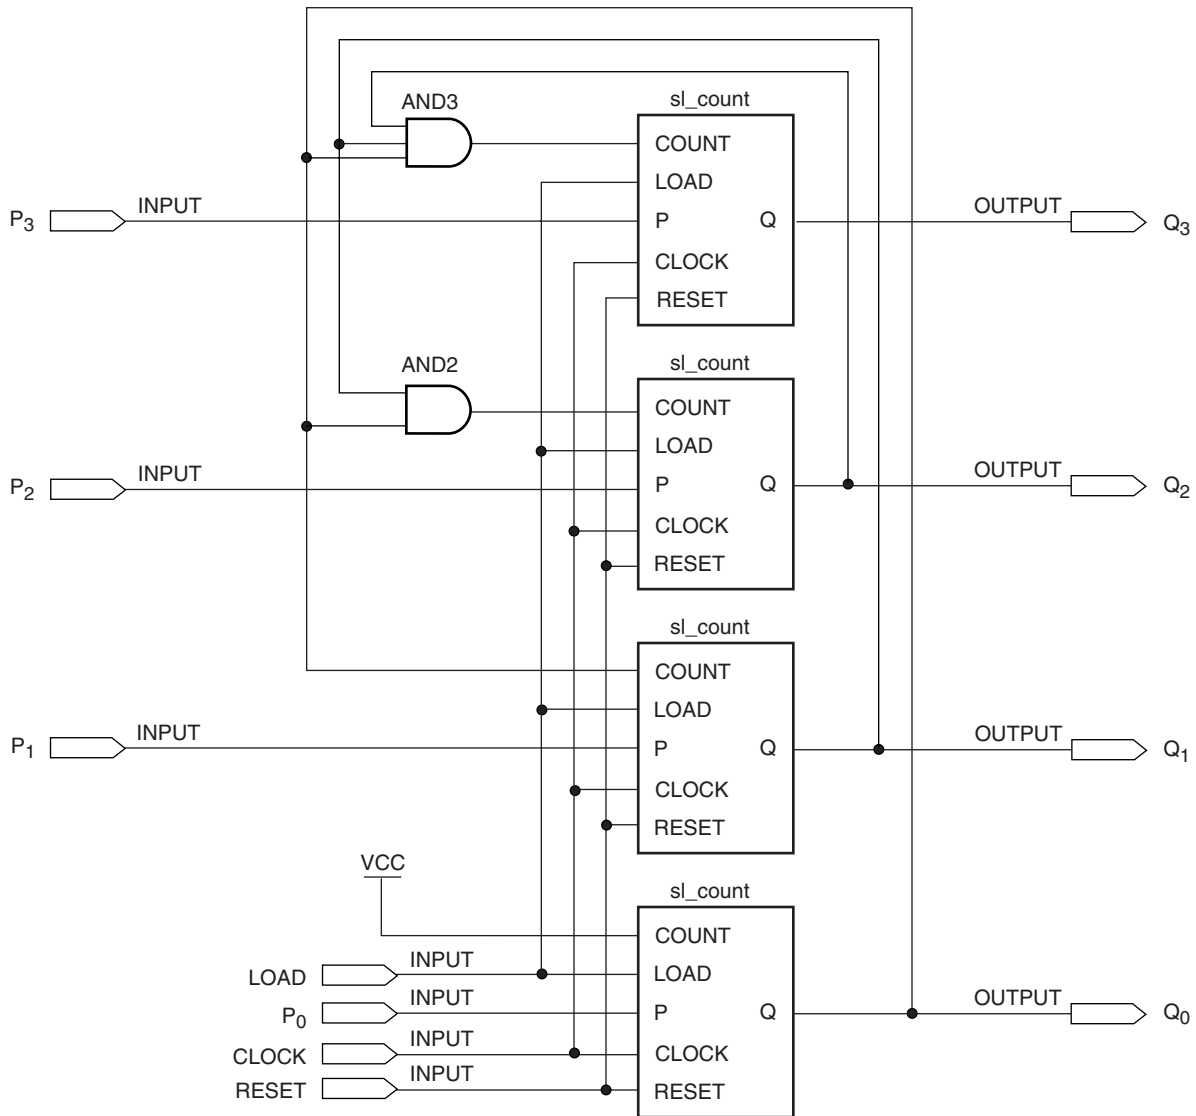 AND3
sl_count
COUNT
LOAD
P3 INPUT P Q OUTPUT Q3
CLOCK
RESET
AND2
sl_count
COUNT
LOAD
P2 INPUT P Q OUTPUT Q2
CLOCK
RESET
sl_count
COUNT
LOAD
P1 INPUT P Q OUTPUT Q1
CLOCK
RESET
VCC
sl_count
COUNT
LOAD INPUT LOAD
P0 INPUT P Q OUTPUT Q0
CLOCK INPUT CLOCK
RESET INPUT RESET